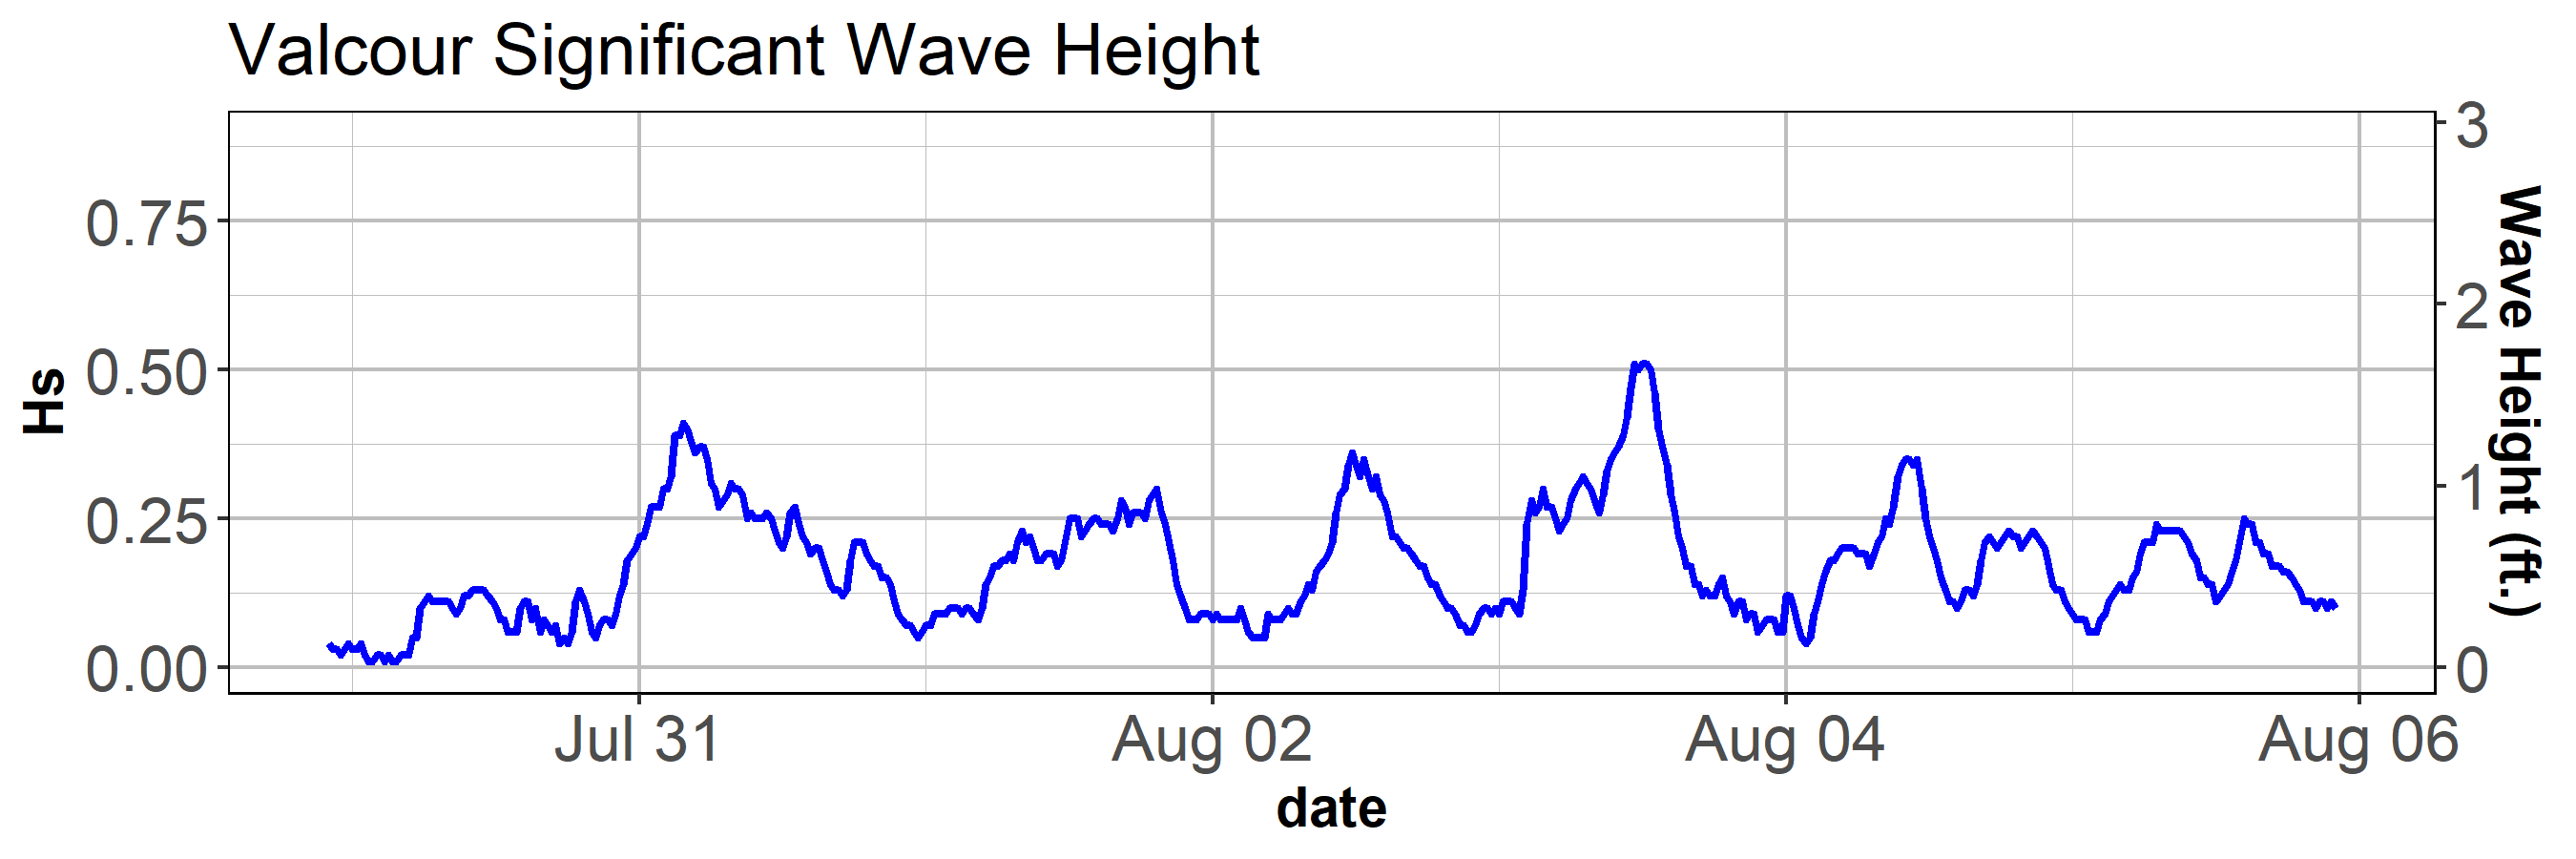 Valcour Significant Wave Height
Hs
0.75
0.50
0.25
0.00
3
2
1
0
Wave Height (ft.)
Jul 31
Aug 02
Aug 04
Aug 06
date